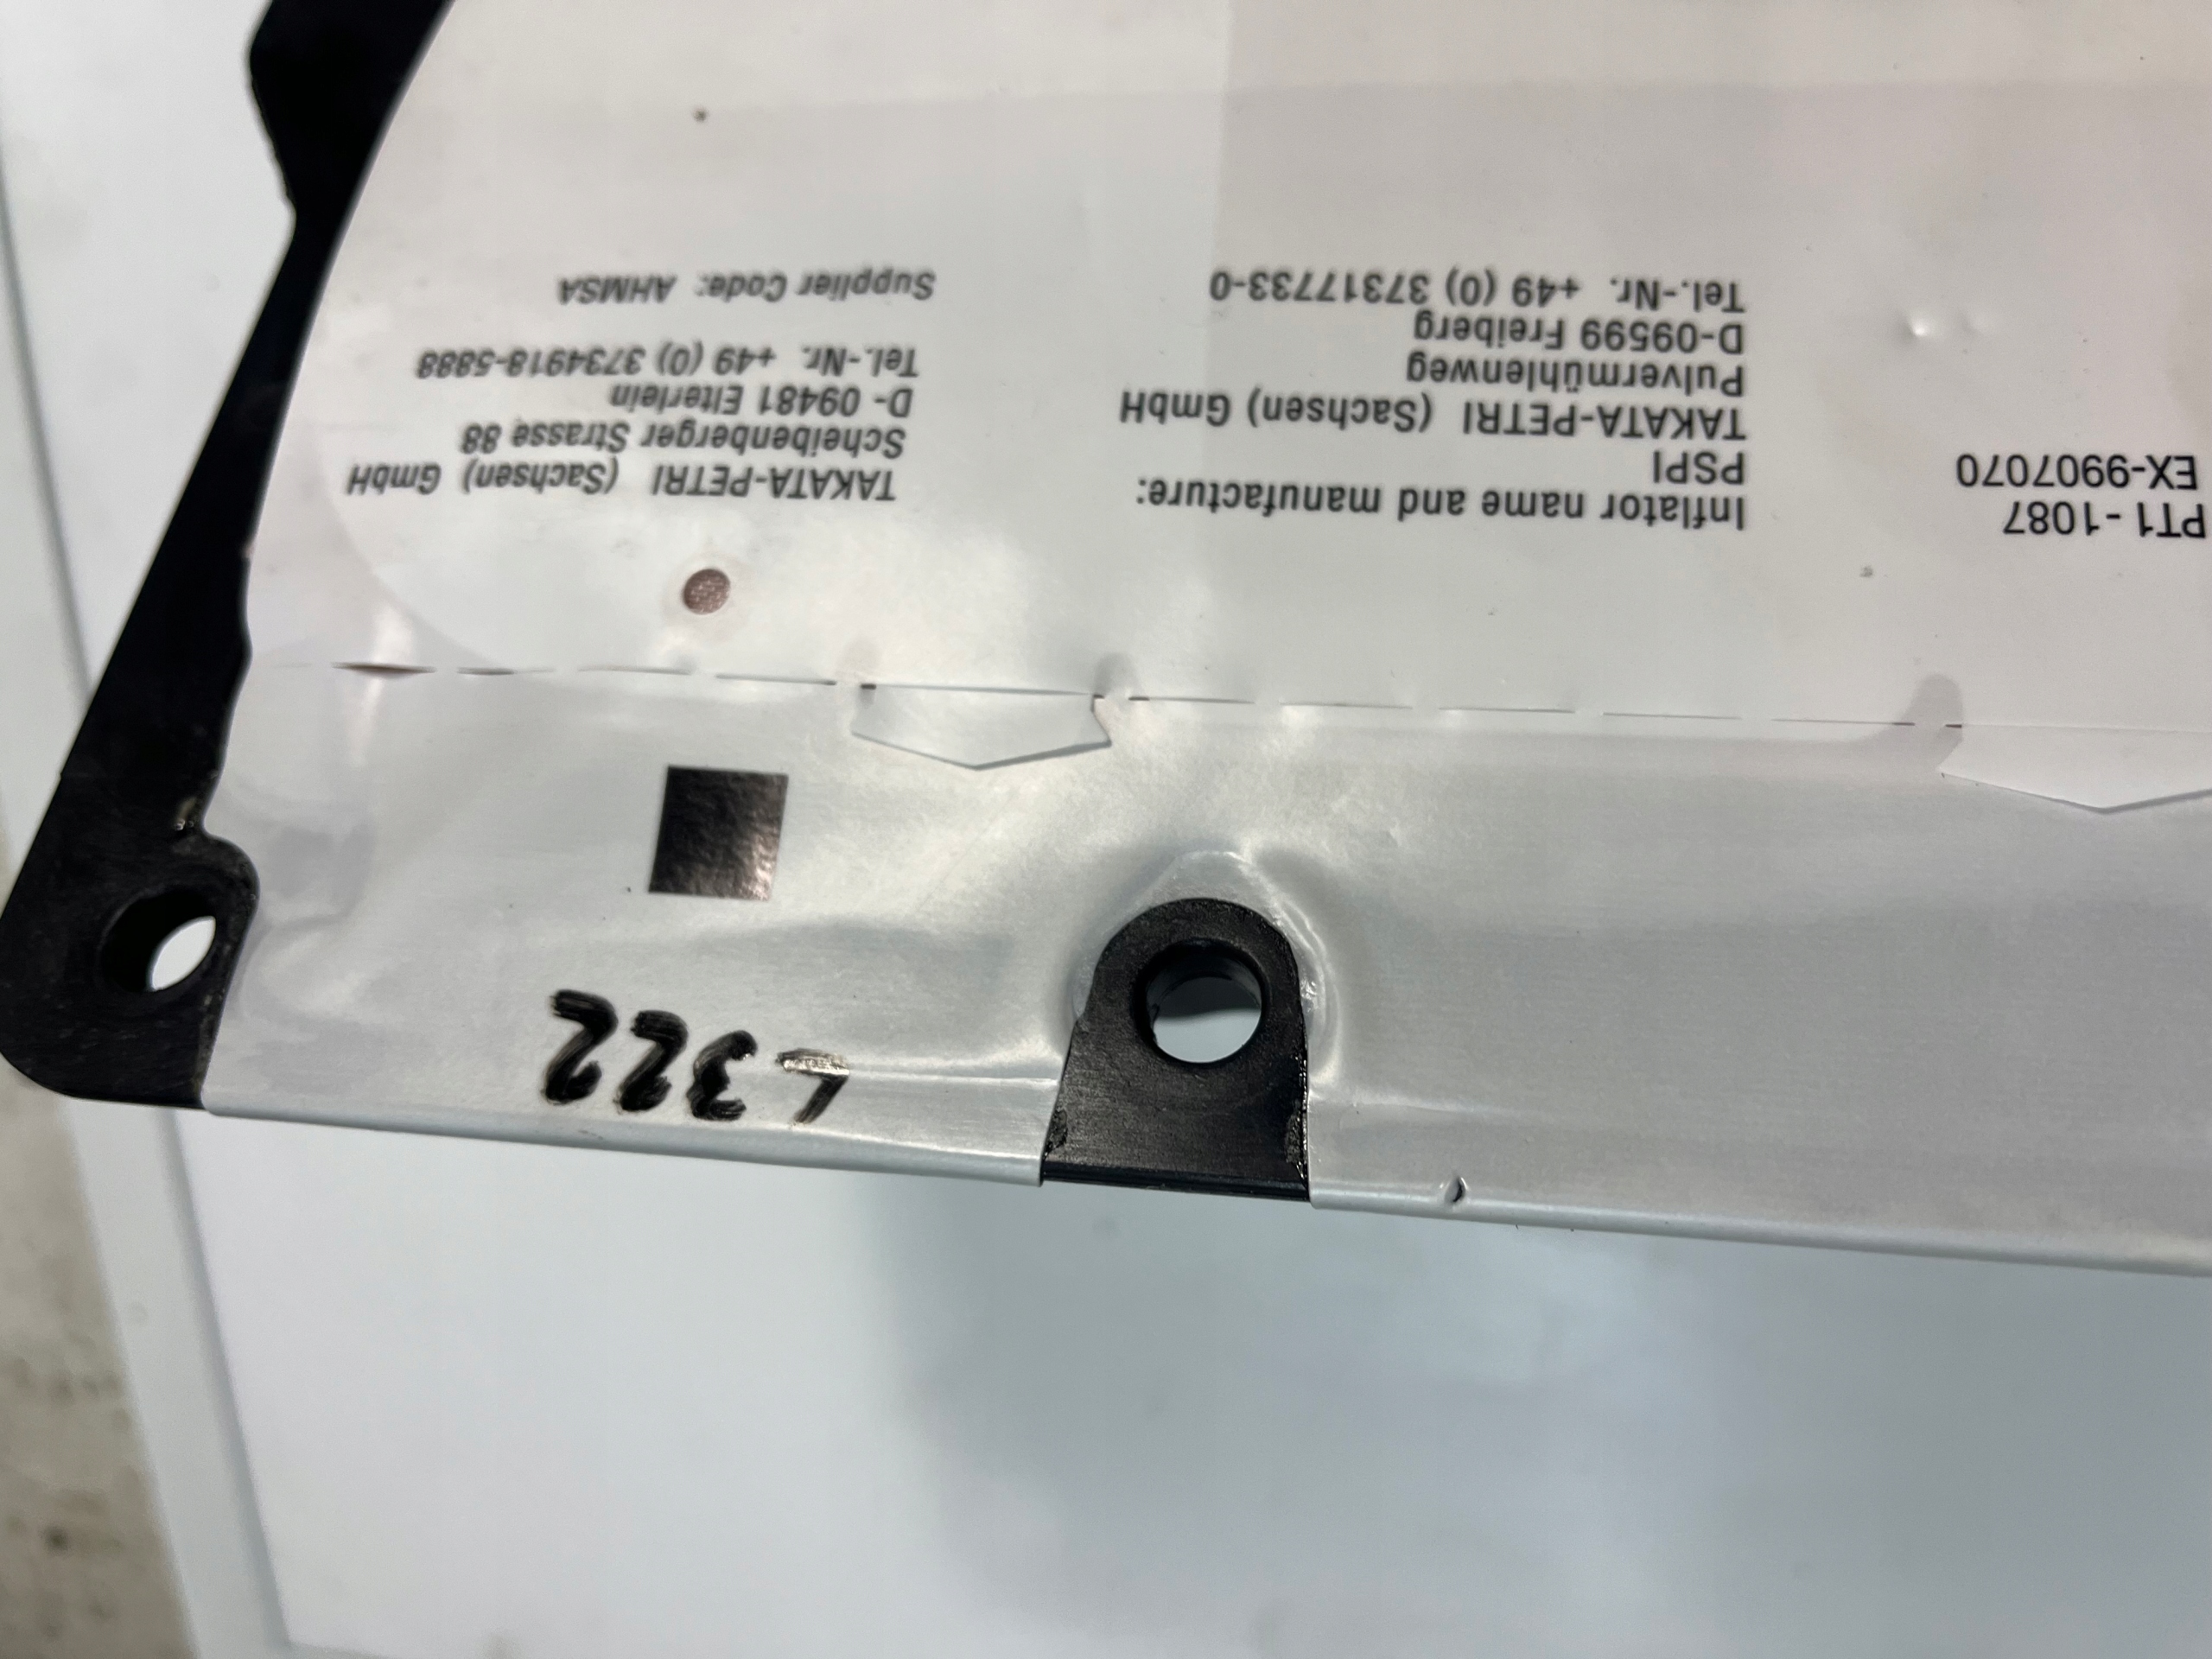 L322
PT1 - 1087
EX-9907070
Inflator name and manufacture:
PSPI
TAKATA-PETRI (Sachsen) GmbH
Pulvermühlenweg
D-09599 Freiberg
Tel.-Nr. +49 (0) 37317733-0
TAKATA-PETRI (Sachsen) GmbH
Scheibenberger Strasse 88
D- 09481 Elterlein
Tel.-Nr. +49 (0) 3734918-5888
Supplier Code: AHMSA